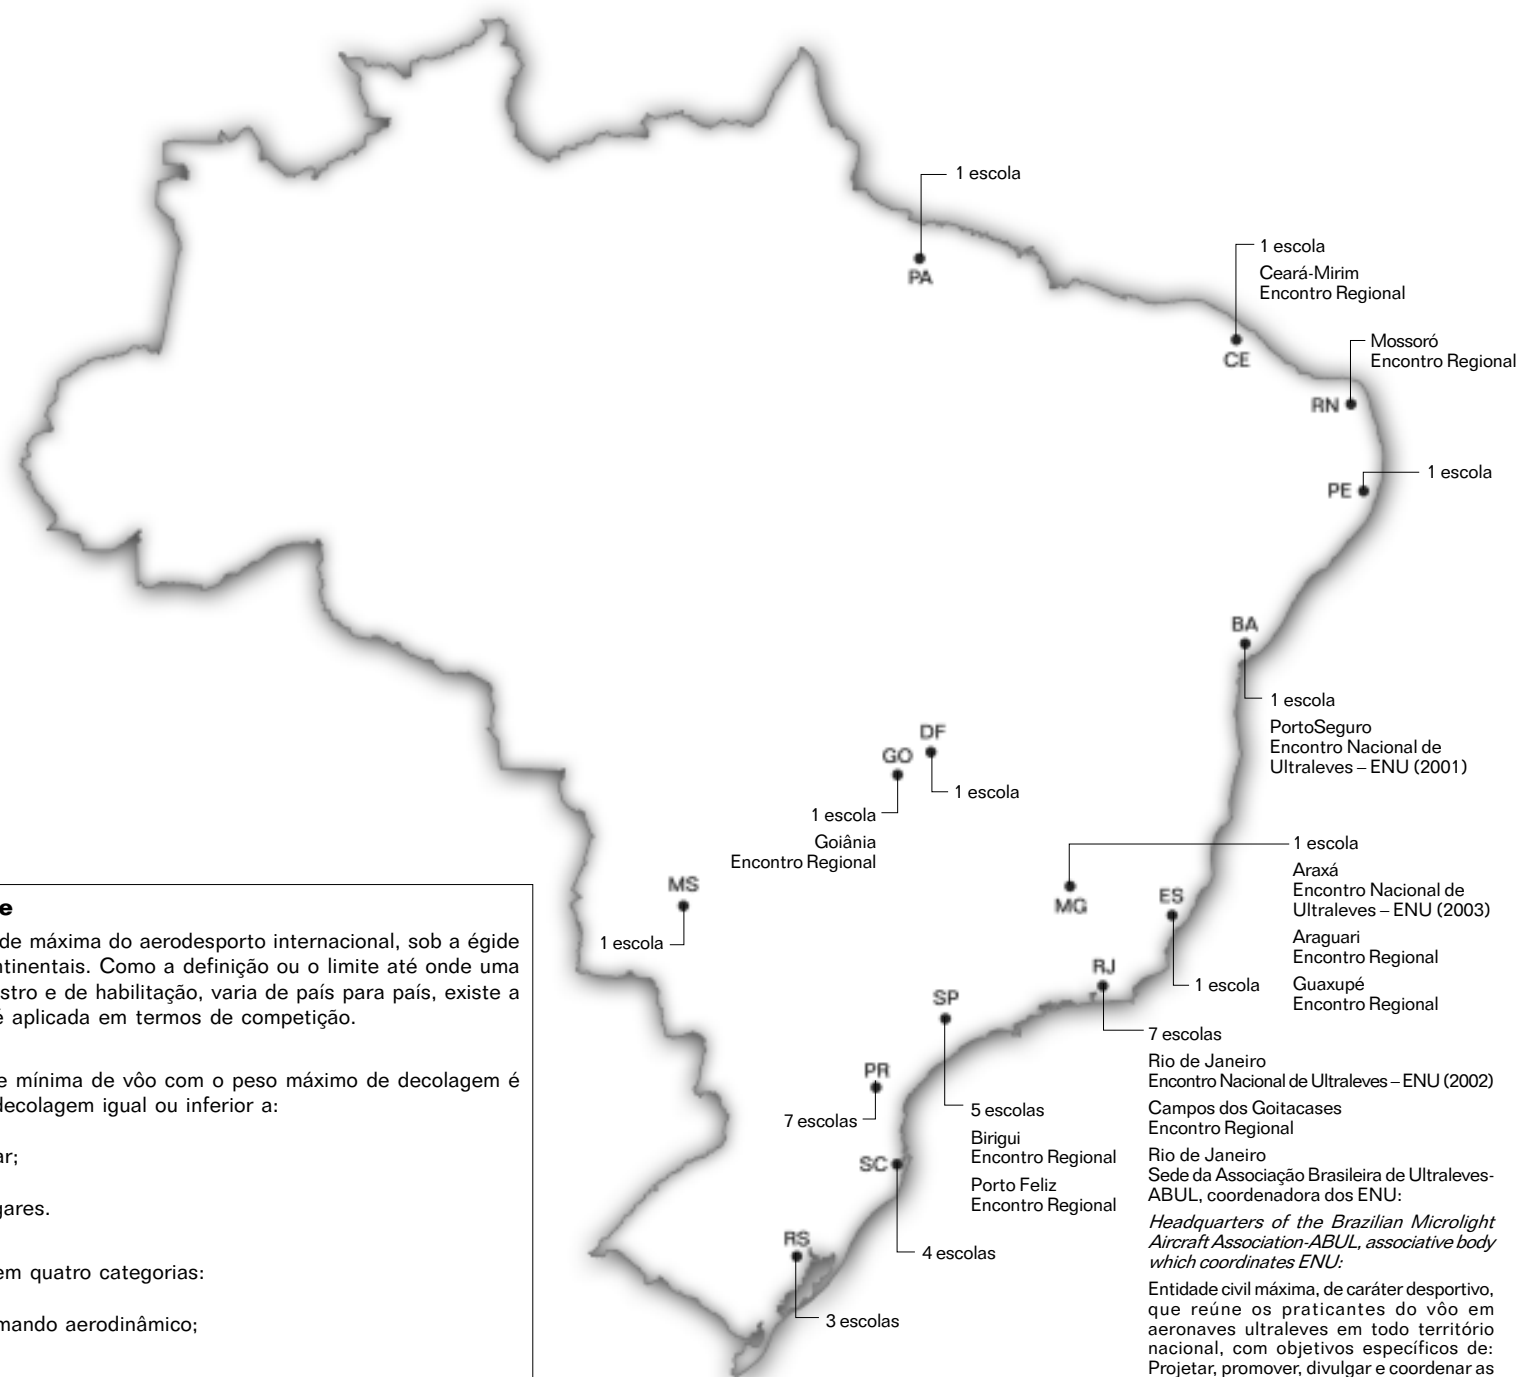 1 escola
PA
1 escola
Ceará-Mirim
Encontro Regional
CE
Mossoró
Encontro Regional
RN
1 escola
PE
BA
1 escola
PortoSeguro
Encontro Nacional de
Ultraleves – ENU (2001)
DF
1 escola
GO
1 escola
Goiânia
Encontro Regional
MS
1 escola
1 escola
Araxá
Encontro Nacional de
Ultraleves – ENU (2003)
Araguari
Encontro Regional
Guaxupé
Encontro Regional
MG
ES
1 escola
RJ
7 escolas
Rio de Janeiro
Encontro Nacional de Ultraleves – ENU (2002)
Campos dos Goitacases
Encontro Regional
Rio de Janeiro
Sede da Associação Brasileira de Ultraleves-
ABUL, coordenadora dos ENU:
Headquarters of the Brazilian Microlight
Aircraft Association-ABUL, associative body
which coordinates ENU:
Entidade civil máxima, de caráter desportivo,
que reúne os praticantes do vôo em
aeronaves ultraleves em todo território
nacional, com objetivos específicos de:
Projetar, promover, divulgar e coordenar as
SP
5 escolas
Birigui
Encontro Regional
Porto Feliz
Encontro Regional
PR
7 escolas
SC
4 escolas
RS
3 escolas
e
de máxima do aerodesporto internacional, sob a égide
ntinentais. Como a definição ou o limite até onde uma
stro e de habilitação, varia de país para país, existe a
é aplicada em termos de competição.
e mínima de vôo com o peso máximo de decolagem é
decolagem igual ou inferior a:
ar;
gares.
em quatro categorias:
mando aerodinâmico;